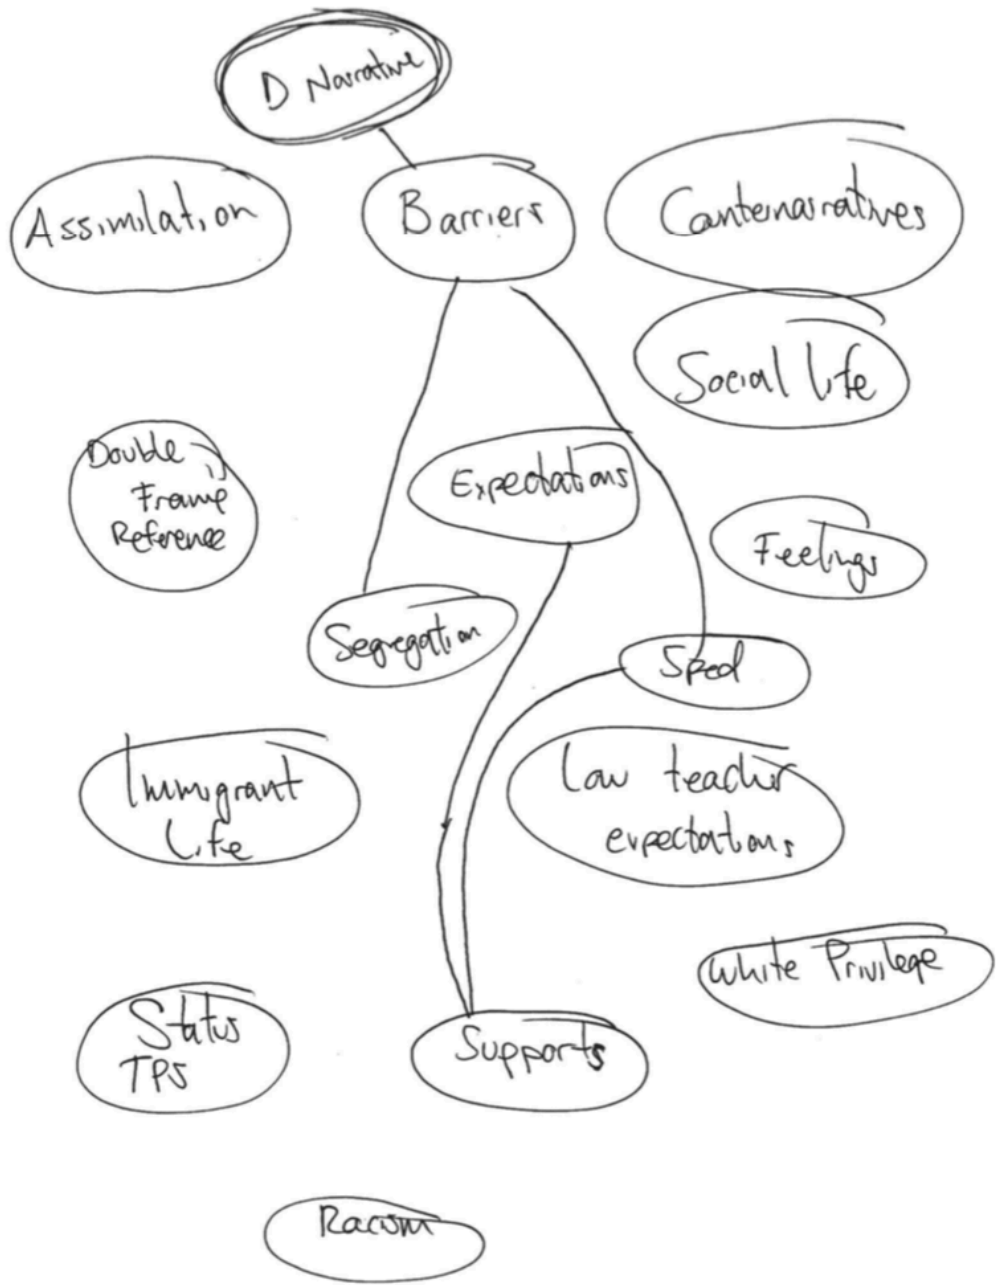 D Narrative
Assimilation
Barriers
Counternarratives
Social life
Double
Frame
Reference
Expectations
Feelings
Segregation
Sped
Immigrant
Life
Low teacher
expectations
White Privilege
Status
TPS
Supports
Racism